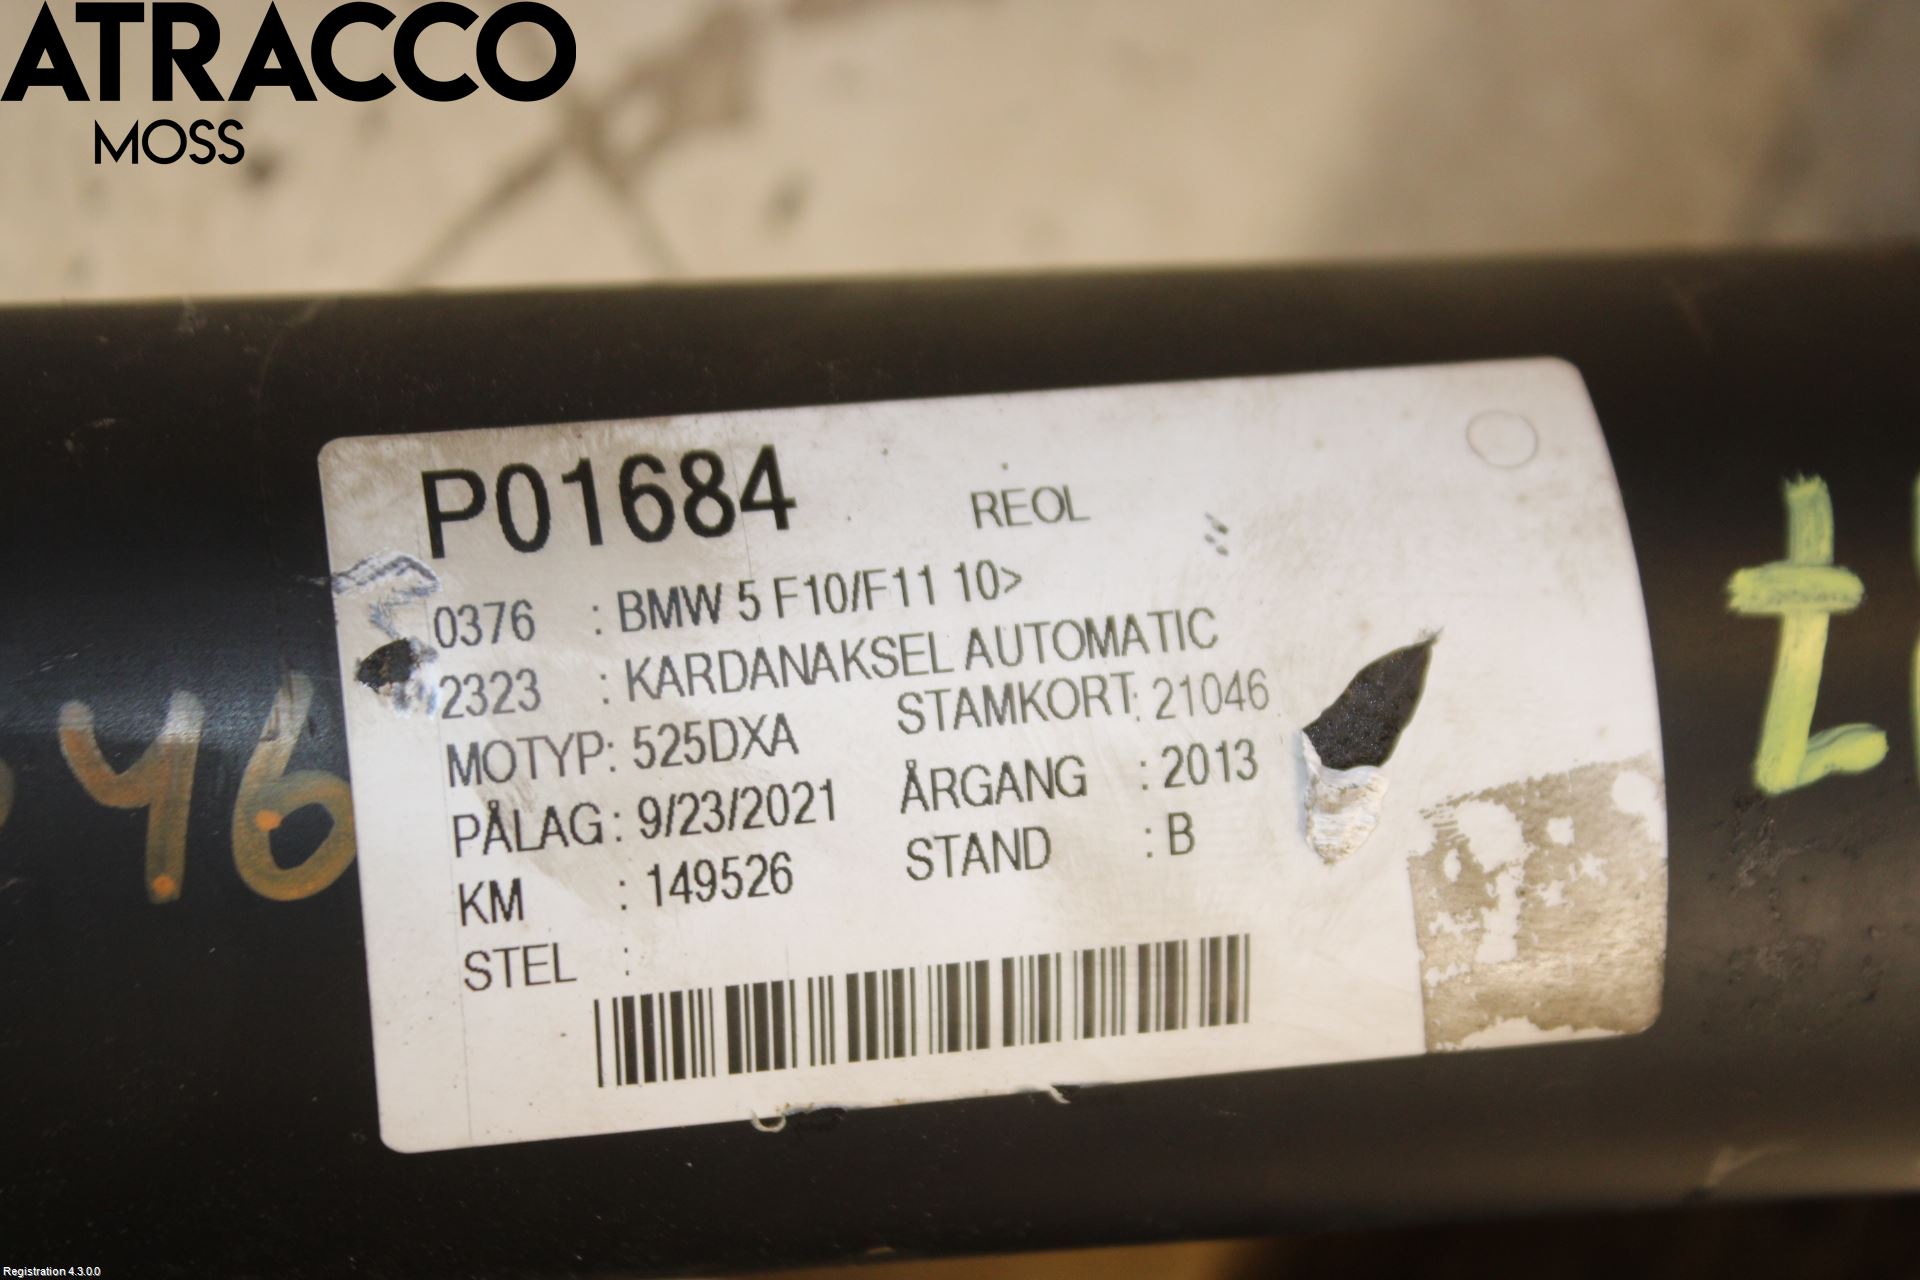 ATRACCO
MOSS
P01684 REOL
0376 : BMW 5 F10/F11 10>
2323 : KARDANAKSEL AUTOMATIC
MOTYP: 525DXA STAMKORT: 21046
PÅLAG: 9/23/2021 ÅRGANG : 2013
KM : 149526 STAND : B
STEL :
46
Registration 4.3.0.0